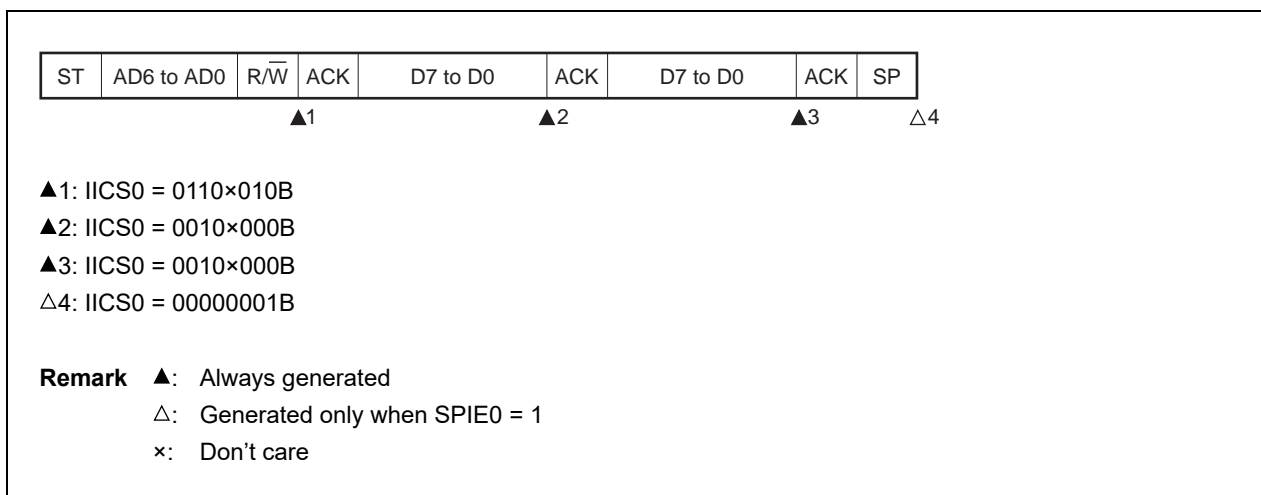 ST AD6 to AD0 R/W̅ ACK D7 to D0 ACK D7 to D0 ACK SP
▲1 ▲2 ▲3 △4
▲1: IICS0 = 0110×010B
▲2: IICS0 = 0010×000B
▲3: IICS0 = 0010×000B
△4: IICS0 = 00000001B
Remark ▲: Always generated
△: Generated only when SPIE0 = 1
×: Don’t care